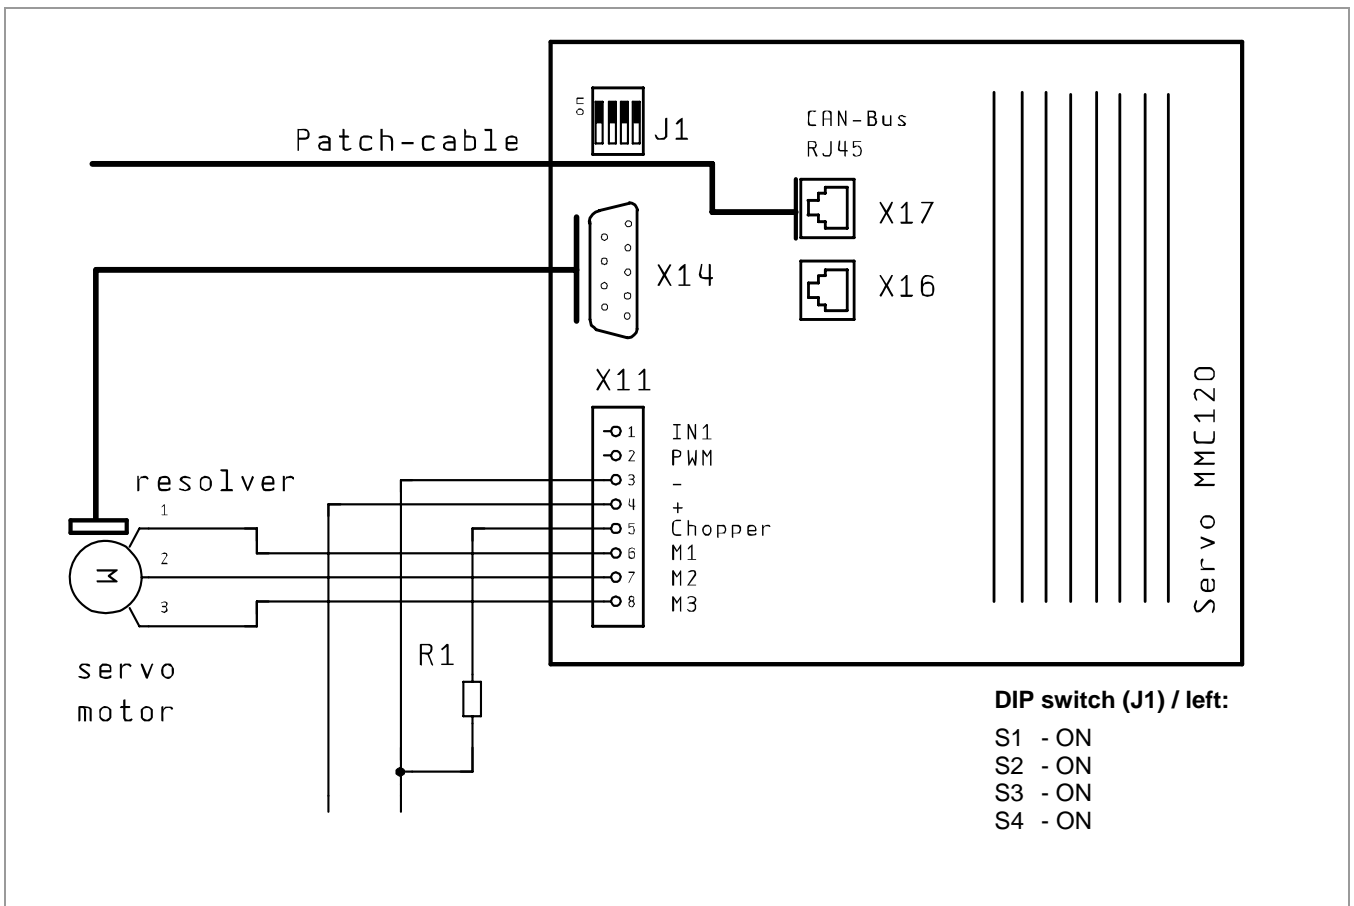 on
J1
CAN-Bus
RJ45
Patch-cable
X17
X14
X16
X11
1 IN1
2 PWM
3 -
4 +
5 Chopper
6 M1
7 M2
8 M3
resolver
1
2
3
M
servo
motor
R1
Servo MMC120
DIP switch (J1) / left:
S1 - ON
S2 - ON
S3 - ON
S4 - ON